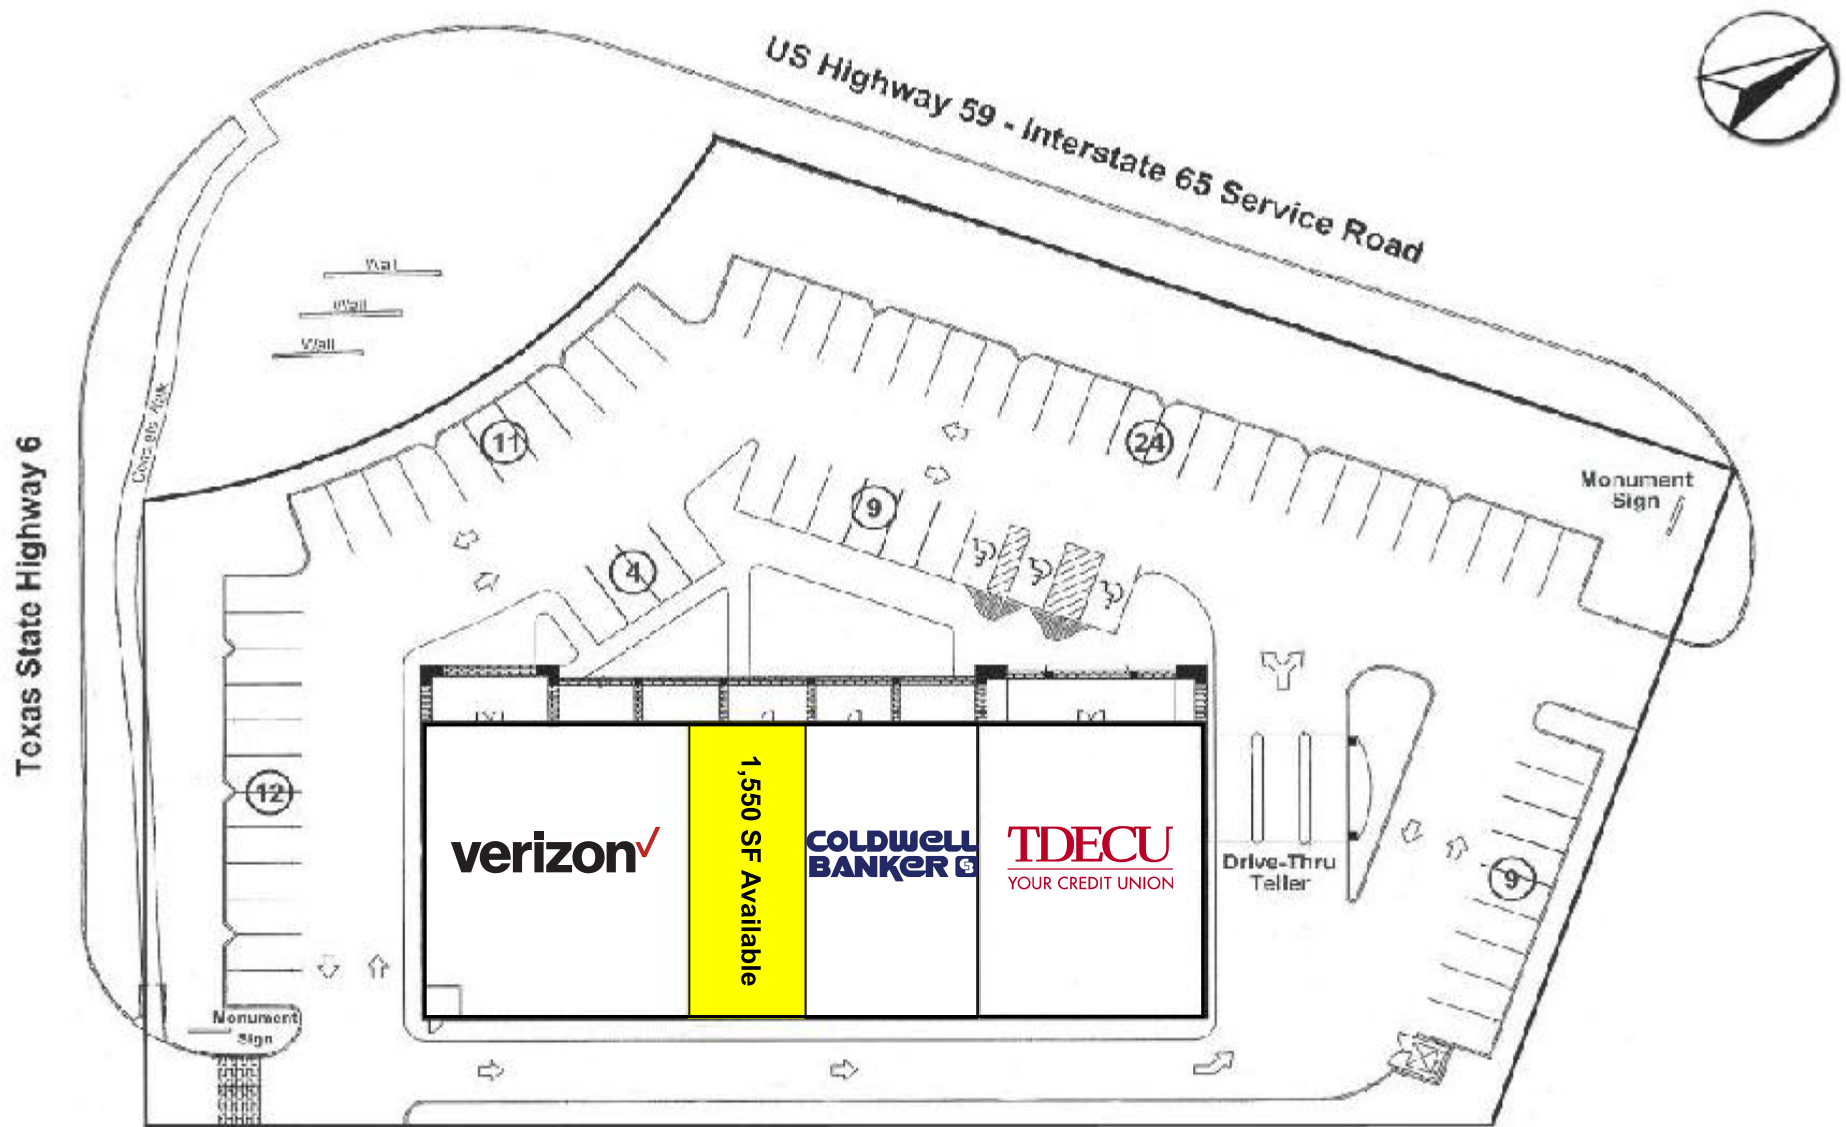 US Highway 59 - Interstate 65 Service Road
Texas State Highway 6
Wall
Wall
Wall
11
24
9
4
12
9
Monument
Sign
verizon
1,550 SF Available
COLDWELL
BANKER CB
TDECU
YOUR CREDIT UNION
Drive-Thru
Teller
Monument
Sign